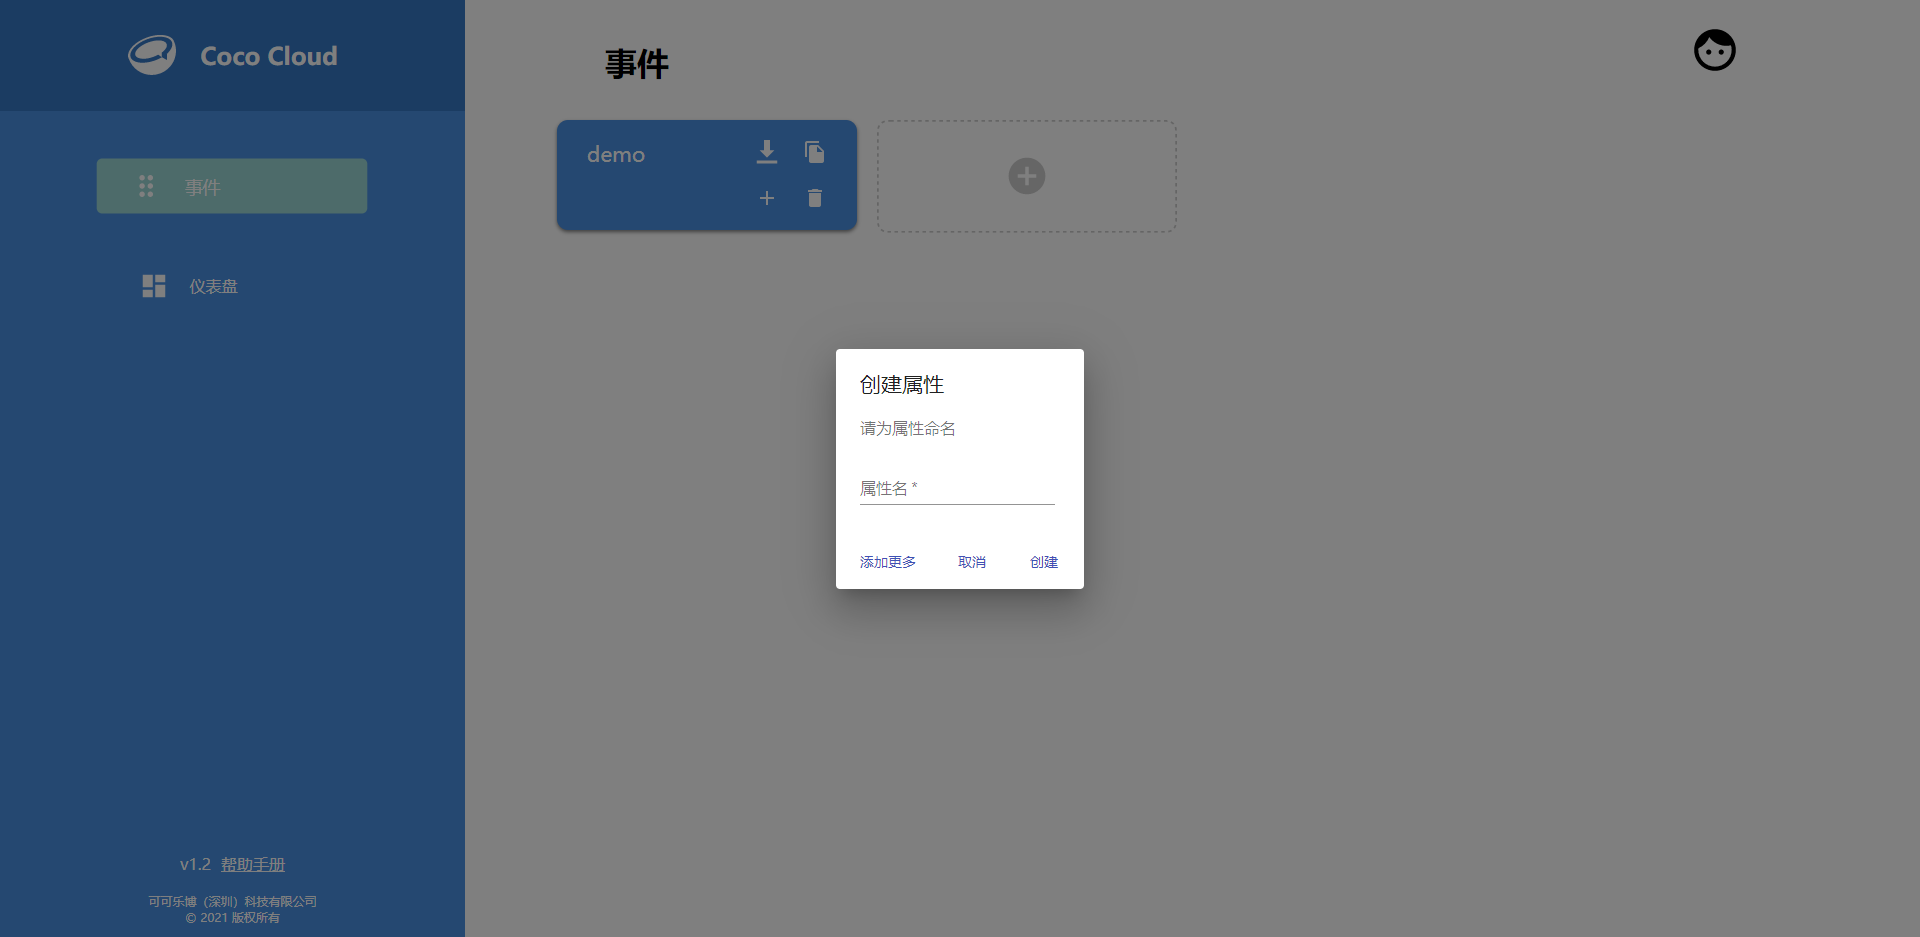 Coco Cloud
事件
仪表盘
v1.2 帮助手册
可可乐博（深圳）科技有限公司
© 2021 版权所有
事件
demo
创建属性
请为属性命名
属性名 *
添加更多 取消 创建